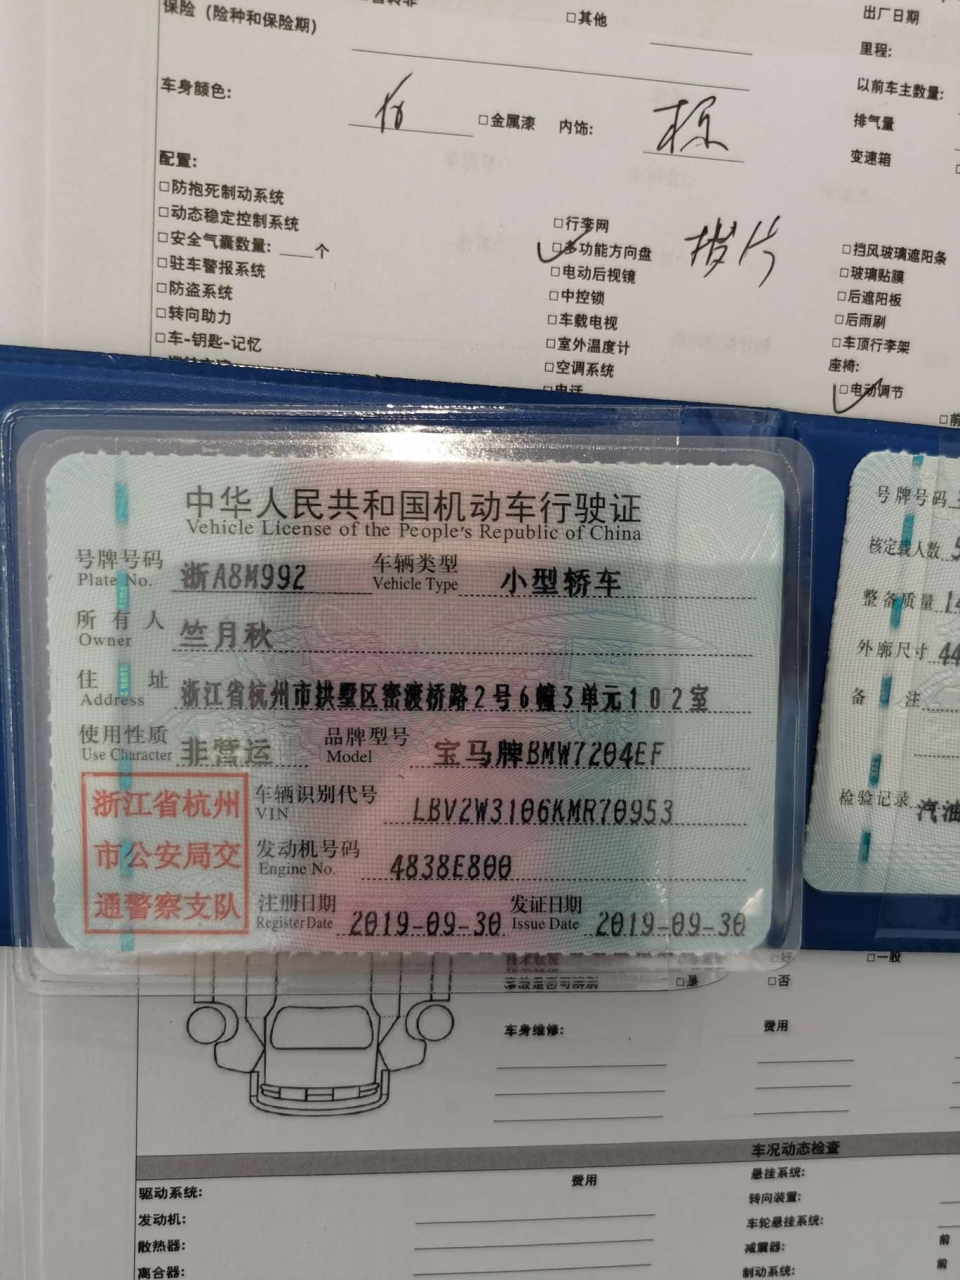 保险（险种和保险期）
□其他
出厂日期
里程:
车身颜色:
□金属漆 内饰: 棕
以前车主数量:
排气量
变速箱
配置:
□防抱死制动系统
□动态稳定控制系统
□安全气囊数量: ____个
□驻车警报系统
□防盗系统
□转向助力
□车-钥匙-记忆
□行李网
□多功能方向盘 拨片
□电动后视镜
□中控锁
□车载电视
□室外温度计
□空调系统
□挡风玻璃遮阳条
□玻璃贴膜
□后遮阳板
□后雨刷
□车顶行李架
座椅:
□电动调节
□前
中华人民共和国机动车行驶证
Vehicle License of the People's Republic of China
号牌号码 浙A8M992 车辆类型 小型轿车
Plate No. Vehicle Type
所有人 竺月秋
Owner
住址 浙江省杭州市拱墅区密渡桥路2号6幢3单元102室
Address
使用性质 非营运 品牌型号 宝马牌BMW7204EF
Use Character Model
浙江省杭州
市公安局交
通警察支队
车辆识别代号 LBV2W3106KMR70953
VIN
发动机号码 4838E800
Engine No.
注册日期 2019-09-30 发证日期 2019-09-30
Register Date Issue Date
号牌号码
核定载人数 5
整备质量
外廓尺寸 44
备注
检验记录 汽油
□是
□好
□否
□一般
车身维修:
费用
车况动态检查
驱动系统:
费用
发动机:
散热器:
离合器:
悬挂系统:
转向装置:
车轮悬挂系统:
减震器: 前
制动系统: 前